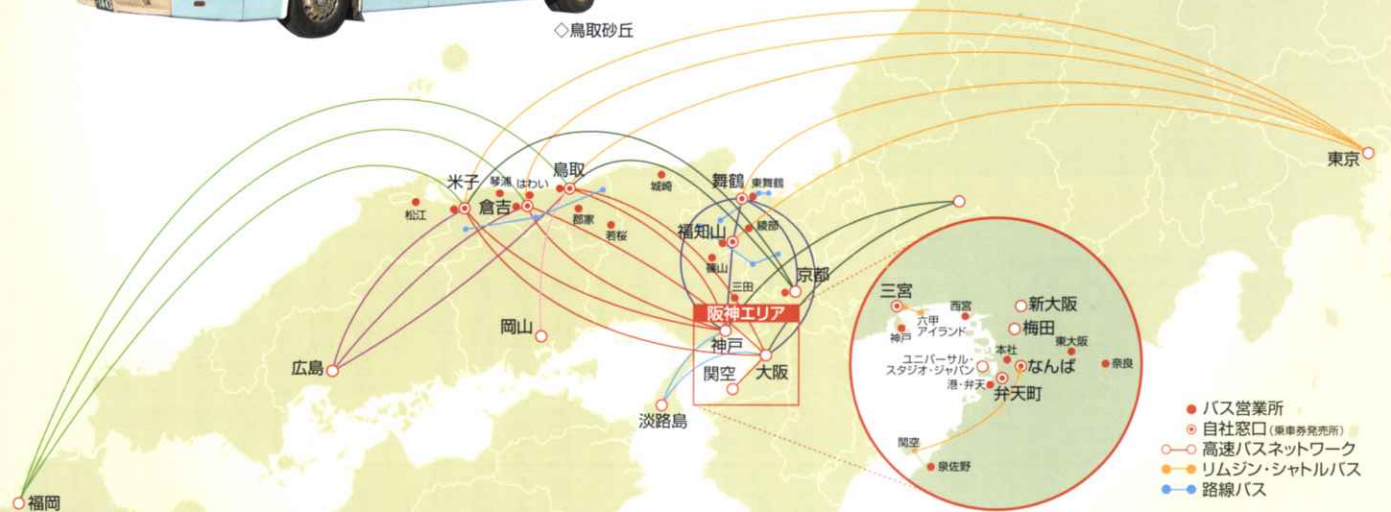 ◇鳥取砂丘
東京
鳥取
米子
琴浦
はわい
倉吉
松江
郡家
若桜
城崎
舞鶴
東舞鶴
福知山
綾部
篠山
三田
京都
阪神エリア
岡山
神戸
広島
関空
大阪
淡路島
福岡
三宮
西宮
新大阪
六甲
アイランド
神戸
梅田
本社
東大阪
ユニバーサル・
スタジオ・ジャパン
なんば
奈良
港・弁天
弁天町
関空
泉佐野
バス営業所
自社窓口(乗車券発売所)
高速バスネットワーク
リムジン・シャトルバス
路線バス